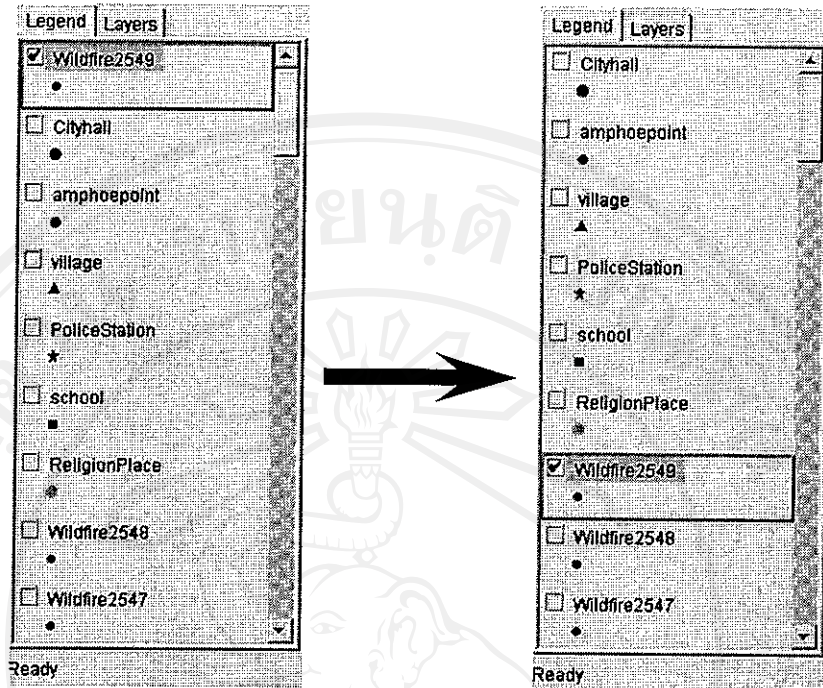 Legend Layers
Wildfire2549
Cityhall
amphoepoint
village
PoliceStation
school
ReligionPlace
Wildfire2548
Wildfire2547
Ready
Legend Layers
Cityhall
amphoepoint
village
PoliceStation
school
ReligionPlace
Wildfire2549
Wildfire2548
Wildfire2547
Ready